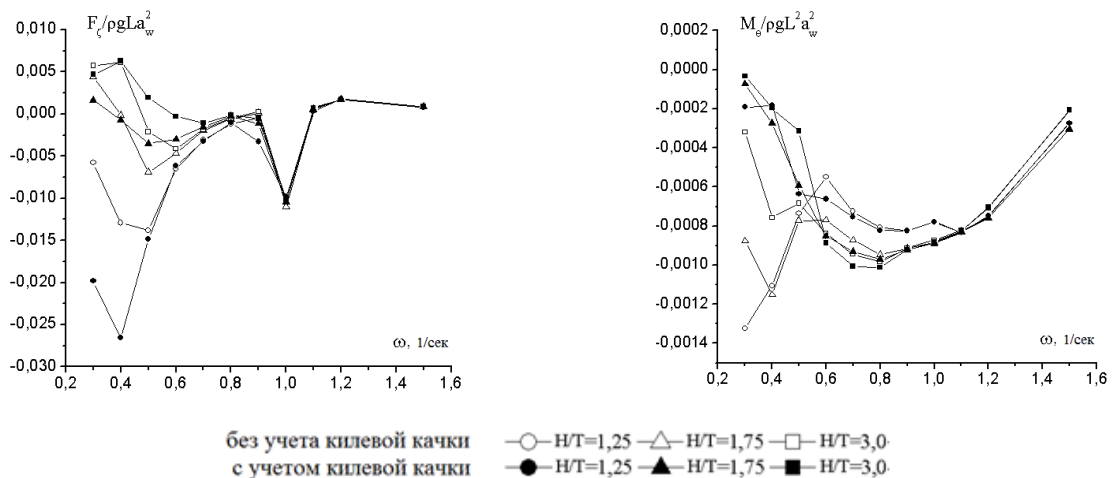 F_ζ/ρgLa_w^2
0,010
0,005
0,000
-0,005
-0,010
-0,015
-0,020
-0,025
-0,030
0,2 0,4 0,6 0,8 1,0 1,2 1,4 1,6
ω, 1/сек
M_θ/ρgL^2a_w^2
0,0000
-0,0002
-0,0004
-0,0006
-0,0008
-0,0010
-0,0012
-0,0014
0,2 0,4 0,6 0,8 1,0 1,2 1,4 1,6
ω, 1/сек
без учета килевой качки H/T=1,25 H/T=1,75 H/T=3,0
с учетом килевой качки H/T=1,25 H/T=1,75 H/T=3,0